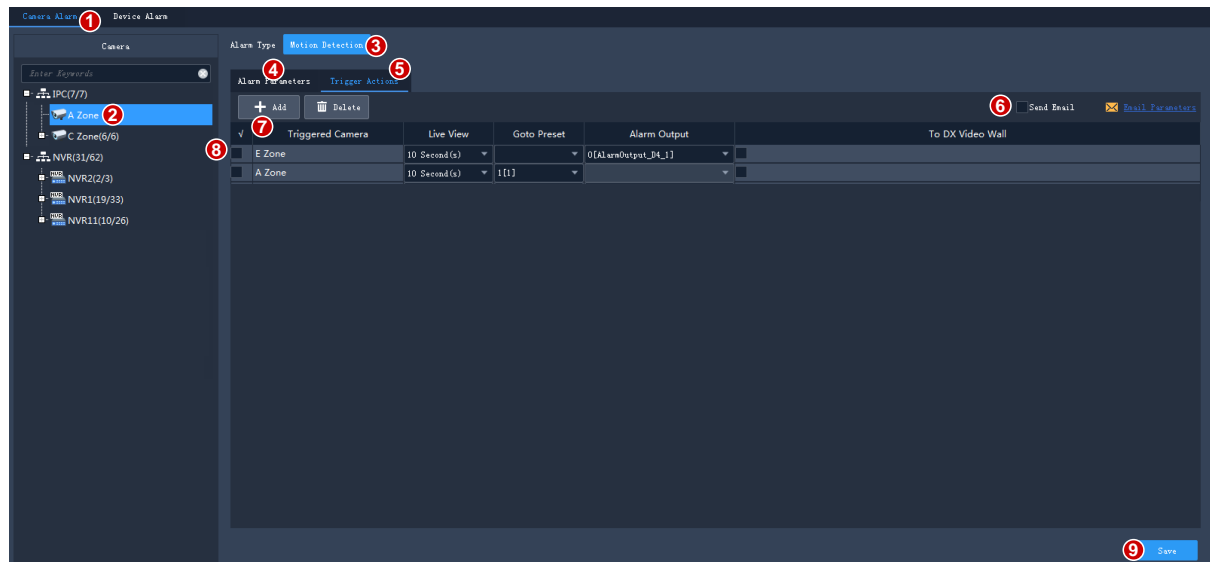 Camera Alarm 1 Device Alarm
Camera
Enter Keywords
IPC(7/7)
A Zone 2
C Zone(6/6)
NVR(31/62)
NVR2(2/3)
NVR1(19/33)
NVR11(10/26)
Alarm Type Motion Detection 3
4 5
Alarm Parameters Trigger Actions
Add Delete 6 Send Email Email Parameters
7
√ Triggered Camera Live View Goto Preset Alarm Output To DX Video Wall
8
E Zone 10 Second(s) 0[AlarmOutput_D4_1]
A Zone 10 Second(s) 1[1]
9 Save